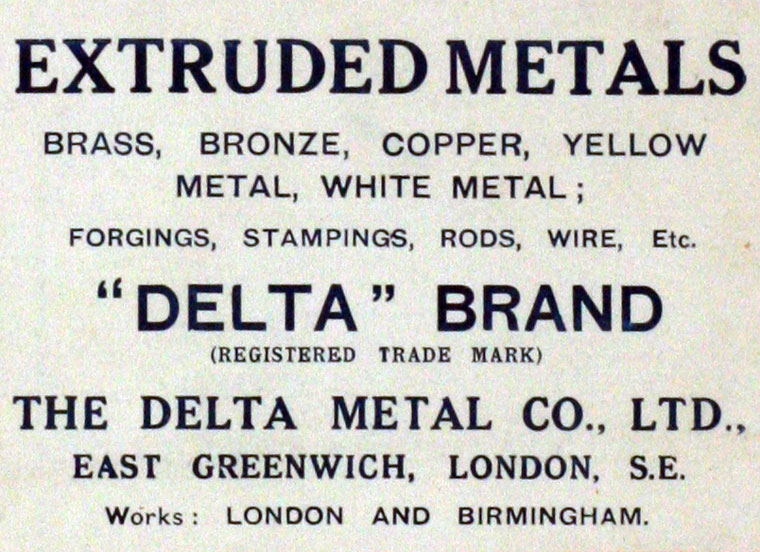 EXTRUDED METALS
BRASS, BRONZE, COPPER, YELLOW
METAL, WHITE METAL;
FORGINGS, STAMPINGS, RODS, WIRE, Etc.
"DELTA" BRAND
(REGISTERED TRADE MARK)
THE DELTA METAL CO., LTD.,
EAST GREENWICH, LONDON, S.E.
Works: LONDON AND BIRMINGHAM.